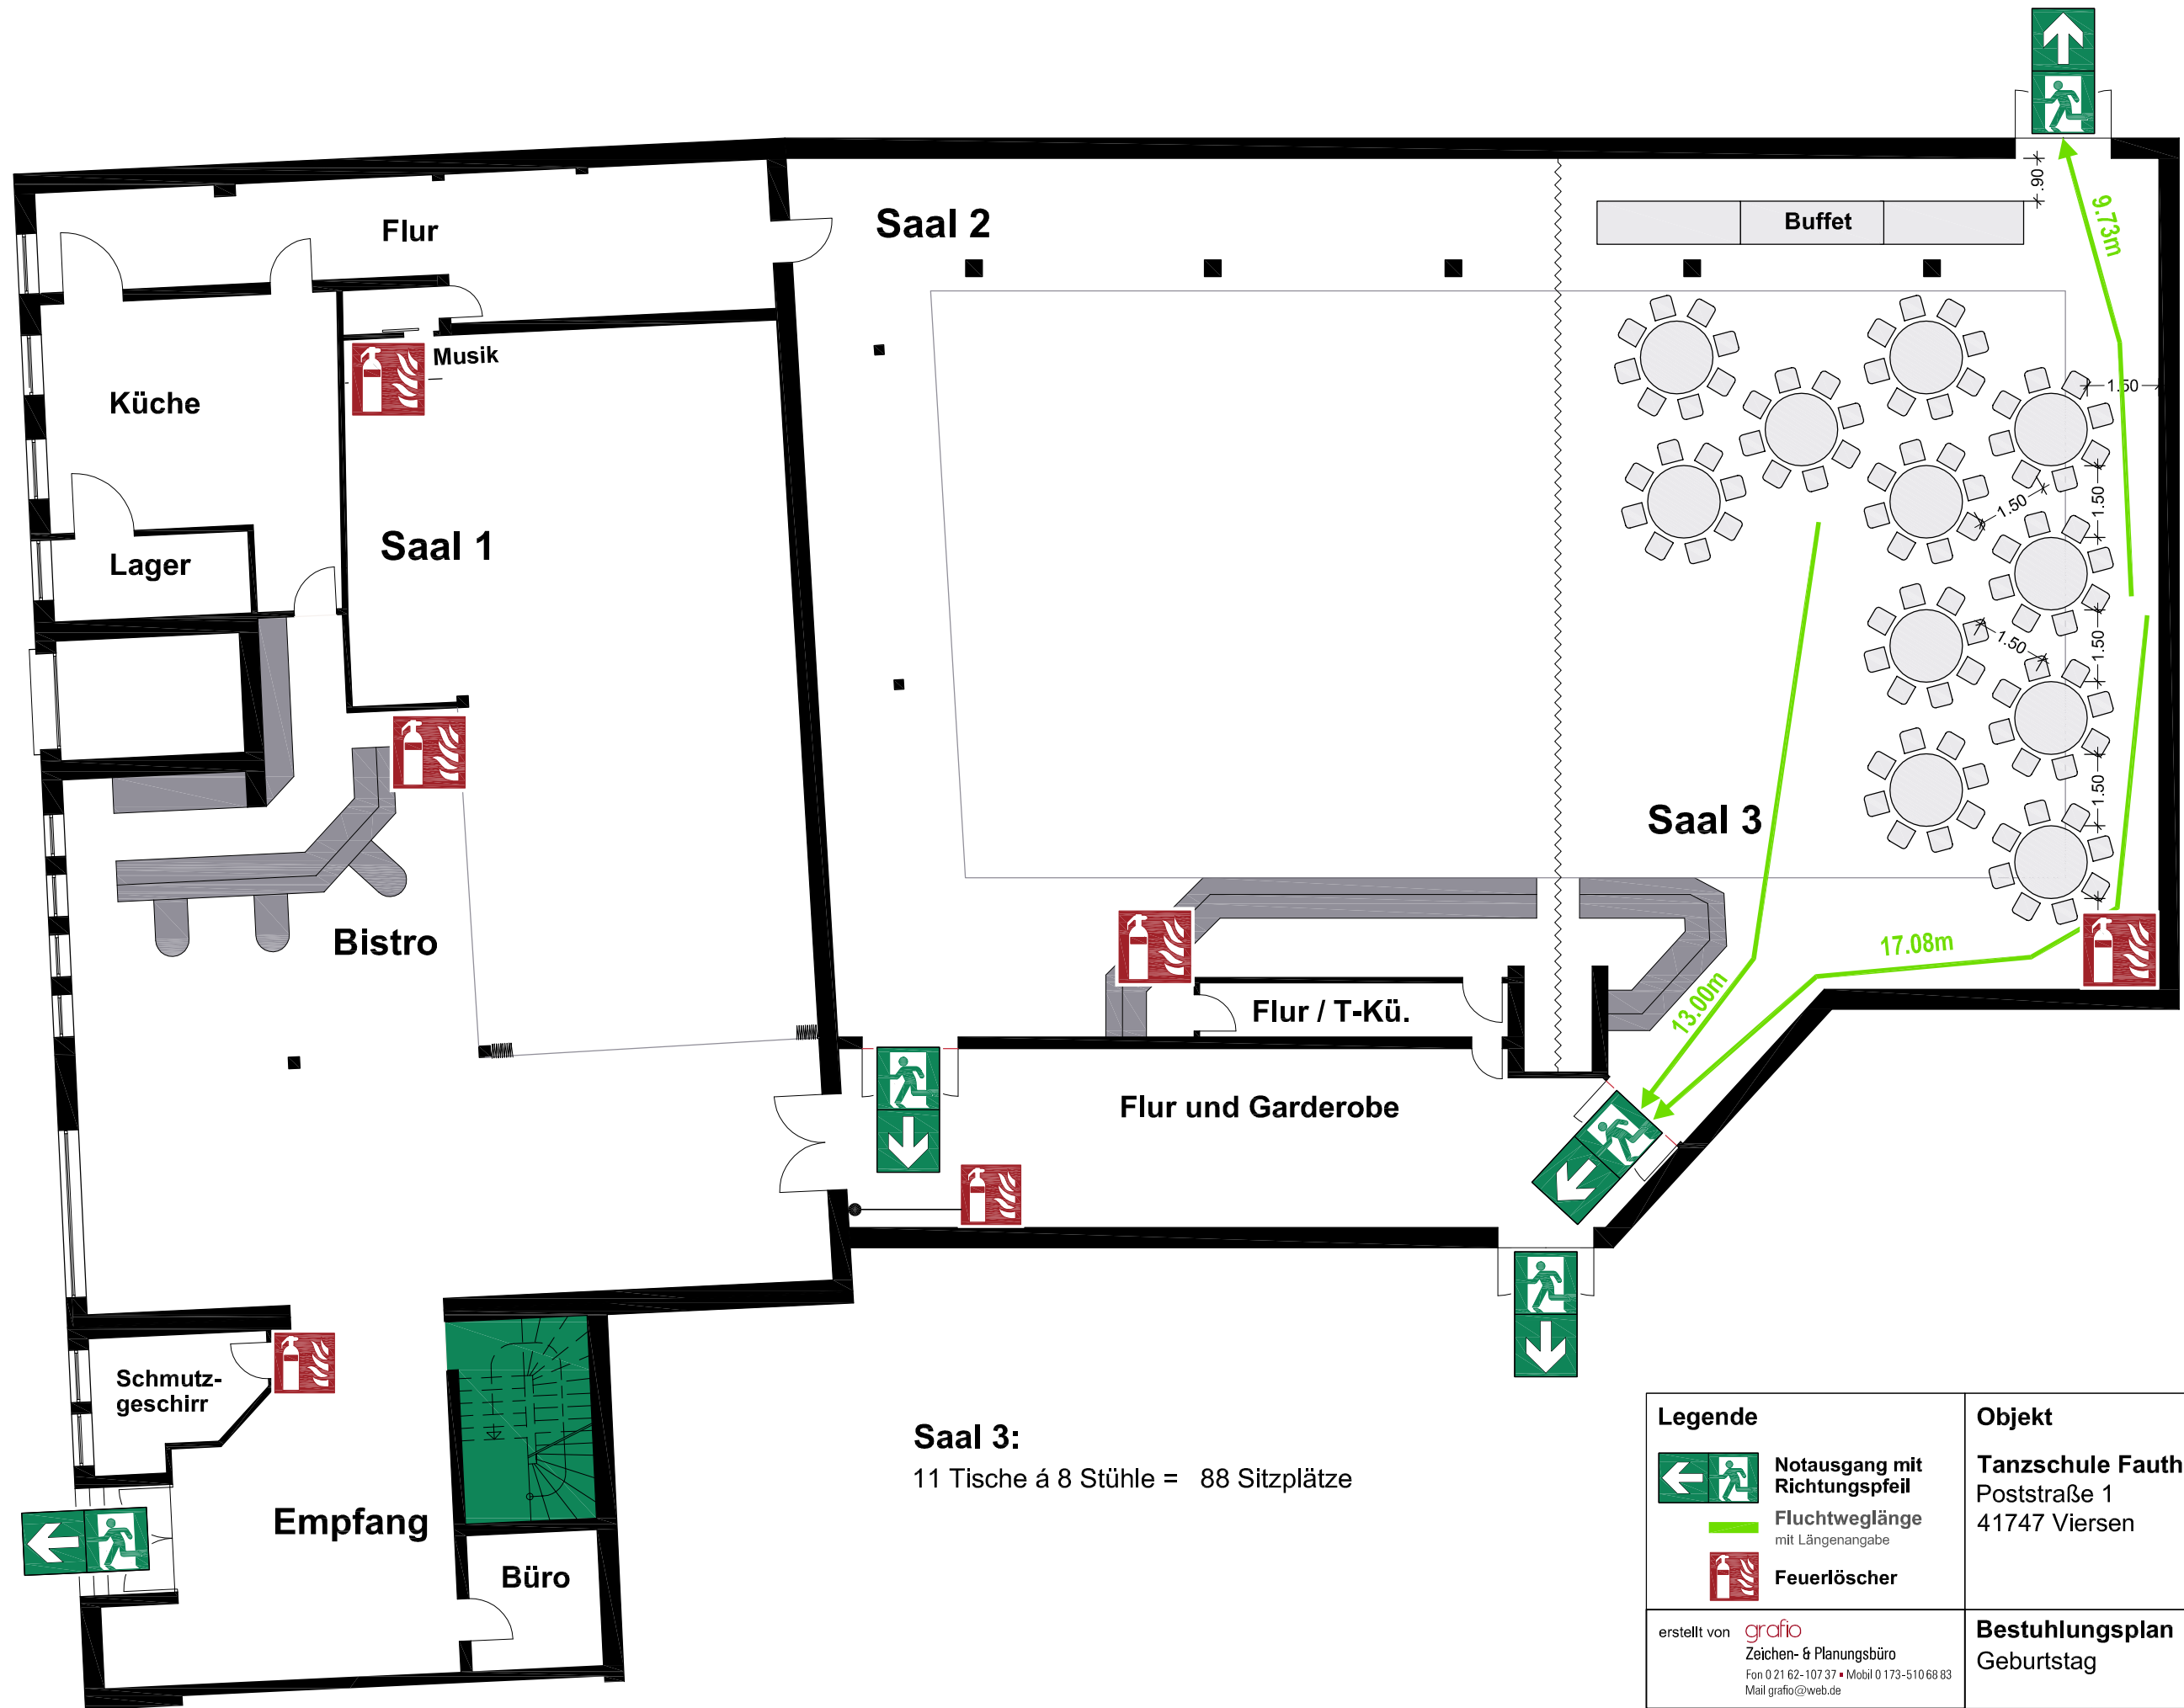 Flur
Saal 2
Buffet
.90
9.73m
Musik
Küche
1.50
Saal 1
1.50
1.50
Lager
1.50
1.50
1.50
Saal 3
Bistro
17.08m
13.00m
Flur / T-Kü.
Flur und Garderobe
Schmutz-
geschirr
Empfang
Büro
Saal 3:
11 Tische á 8 Stühle = 88 Sitzplätze
Legende
Notausgang mit
Richtungspfeil
Fluchtweglänge
mit Längenangabe
Feuerlöscher
Objekt
Tanzschule Fauth
Poststraße 1
41747 Viersen
erstellt von grafio
Zeichen- & Planungsbüro
Fon 0 21 62-107 37 ▪ Mobil 0 173-510 68 83
Mail grafio@web.de
Bestuhlungsplan
Geburtstag